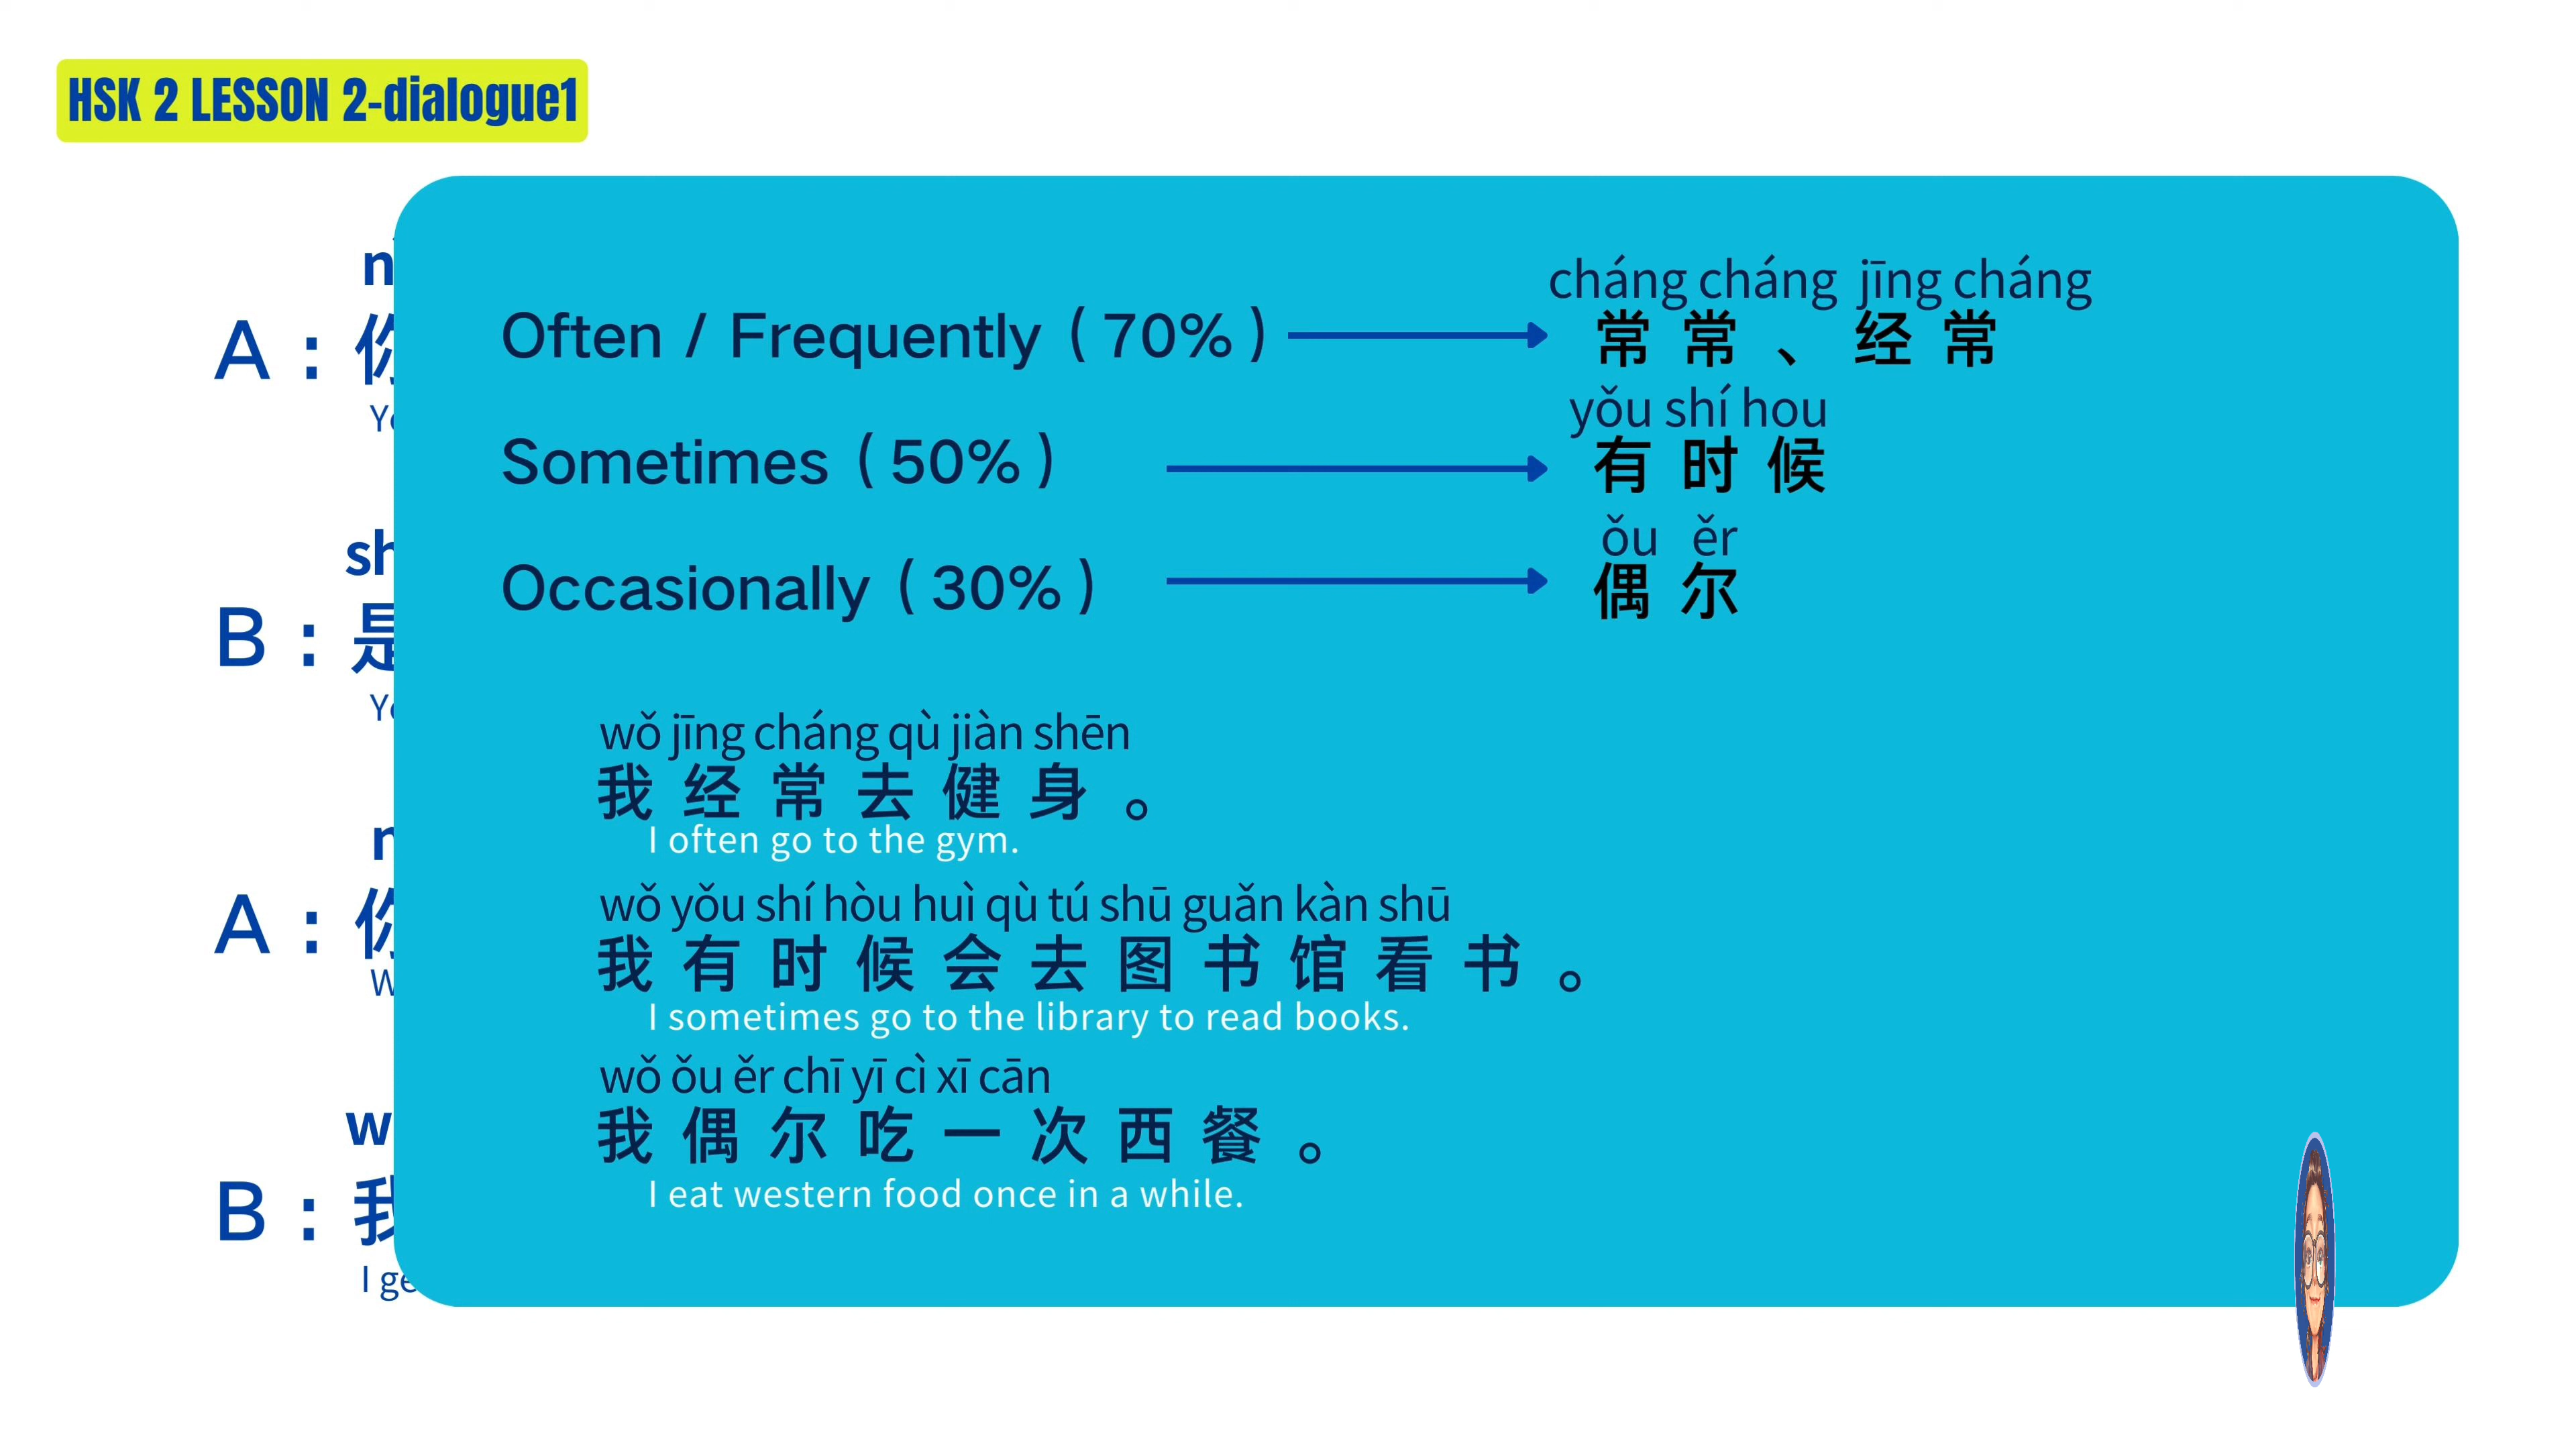 HSK 2 LESSON 2-dialogue1
cháng cháng jīng cháng
Often / Frequently（70%） 常常、经常
yǒu shí hou
Sometimes（50%） 有时候
ǒu ěr
Occasionally（30%） 偶尔
wǒ jīng cháng qù jiàn shēn
我经常去健身。
I often go to the gym.
wǒ yǒu shí hòu huì qù tú shū guǎn kàn shū
我有时候会去图书馆看书。
I sometimes go to the library to read books.
wǒ ǒu ěr chī yī cì xī cān
我偶尔吃一次西餐。
I eat western food once in a while.
A：
B：
A：
B：
I